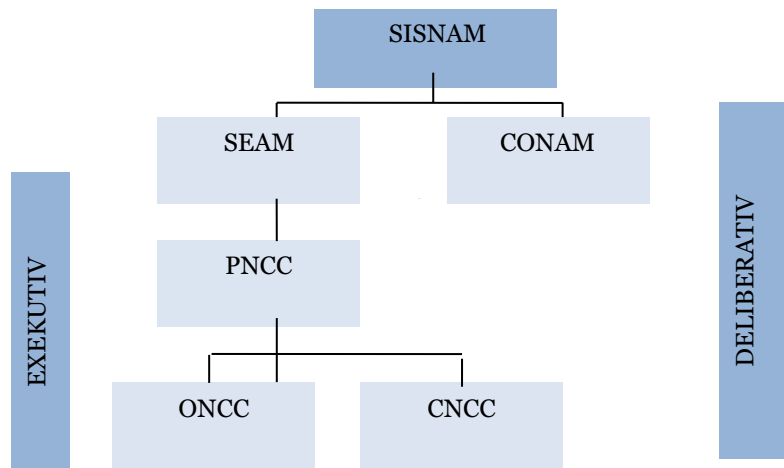 SISNAM
SEAM
CONAM
PNCC
ONCC
CNCC
EXEKUTIV
DELIBERATIV